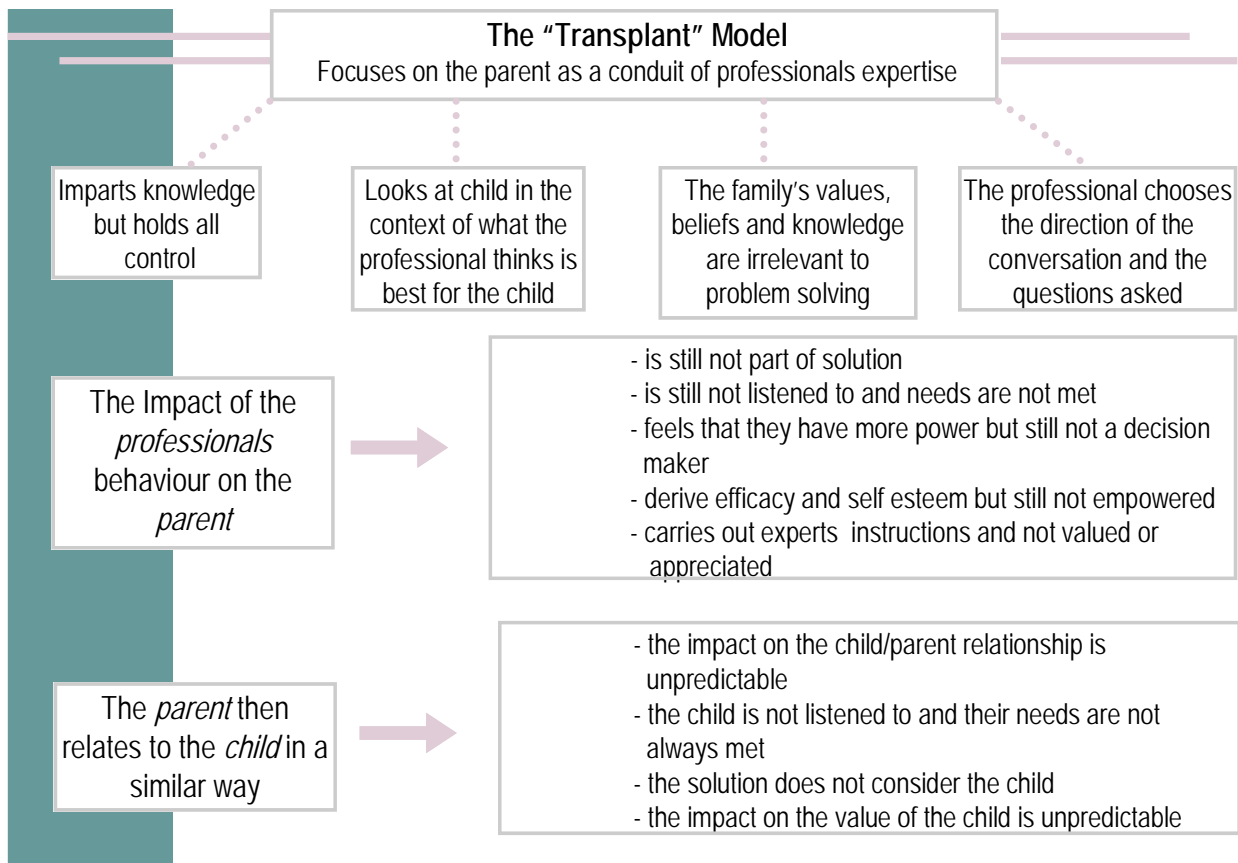 The “Transplant” Model
Focuses on the parent as a conduit of professionals expertise
Imparts knowledge
but holds all
control
Looks at child in the
context of what the
professional thinks is
best for the child
The family’s values,
beliefs and knowledge
are irrelevant to
problem solving
The professional chooses
the direction of the
conversation and the
questions asked
The Impact of the
professionals
behaviour on the
parent
- is still not part of solution
- is still not listened to and needs are not met
- feels that they have more power but still not a decision
maker
- derive efficacy and self esteem but still not empowered
- carries out experts instructions and not valued or
appreciated
The parent then
relates to the child in a
similar way
- the impact on the child/parent relationship is
unpredictable
- the child is not listened to and their needs are not
always met
- the solution does not consider the child
- the impact on the value of the child is unpredictable